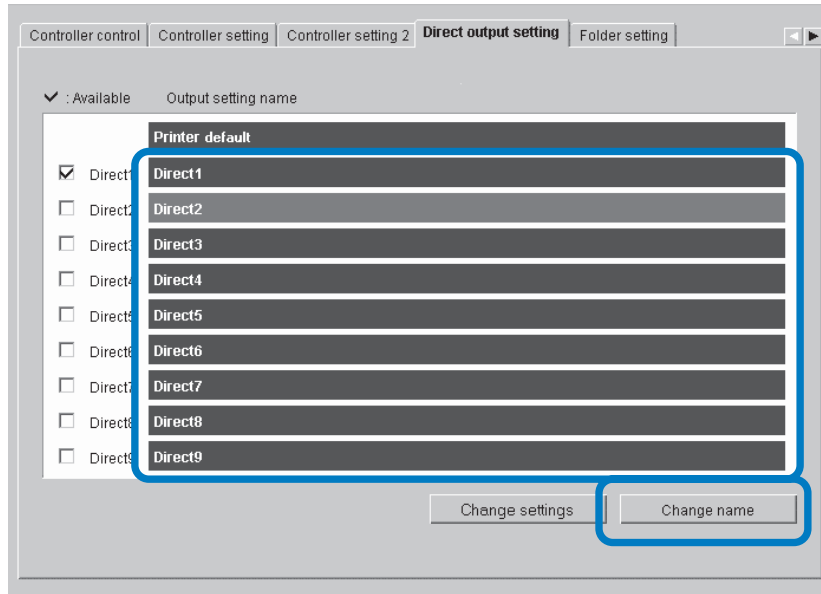 Controller control Controller setting Controller setting 2 Direct output setting Folder setting
✓ : Available Output setting name
Printer default
Direct1 Direct1
Direct2 Direct2
Direct3 Direct3
Direct4 Direct4
Direct5 Direct5
Direct6 Direct6
Direct7 Direct7
Direct8 Direct8
Direct9 Direct9
Change settings Change name